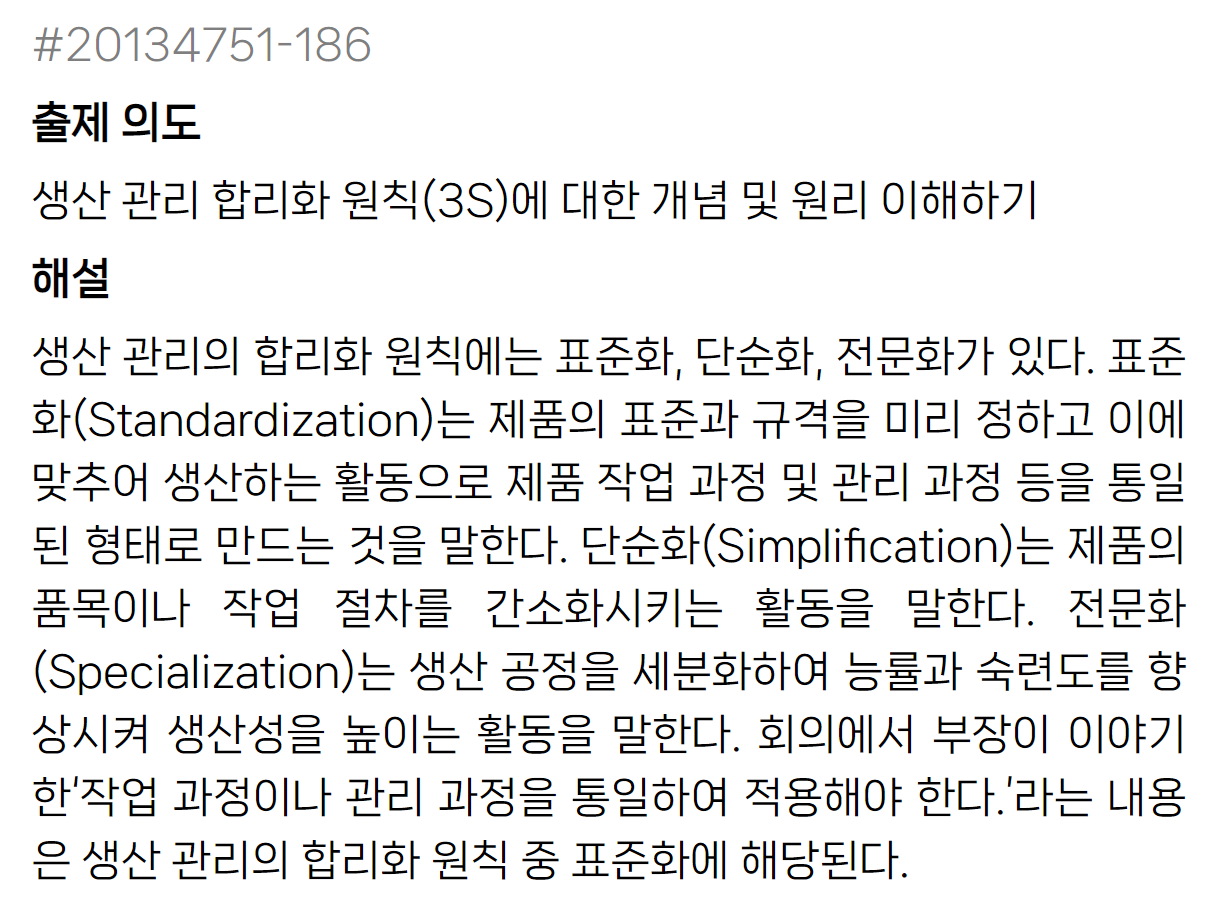 #20134751-186
출제 의도
생산 관리 합리화 원칙(3S)에 대한 개념 및 원리 이해하기
해설
생산 관리의 합리화 원칙에는 표준화, 단순화, 전문화가 있다. 표준
화(Standardization)는 제품의 표준과 규격을 미리 정하고 이에
맞추어 생산하는 활동으로 제품 작업 과정 및 관리 과정 등을 통일
된 형태로 만드는 것을 말한다. 단순화(Simplification)는 제품의
품목이나 작업 절차를 간소화시키는 활동을 말한다. 전문화
(Specialization)는 생산 공정을 세분화하여 능률과 숙련도를 향
상시켜 생산성을 높이는 활동을 말한다. 회의에서 부장이 이야기
한‘작업 과정이나 관리 과정을 통일하여 적용해야 한다.’라는 내용
은 생산 관리의 합리화 원칙 중 표준화에 해당된다.